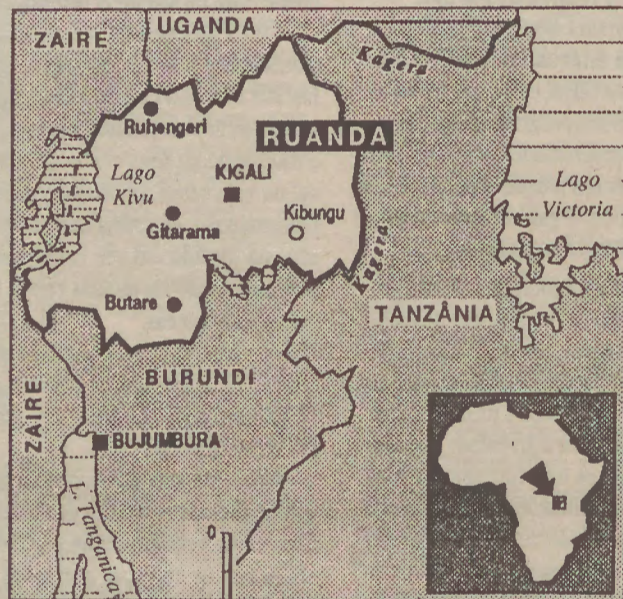 UGANDA
ZAIRE
Kagera
Ruhengeri
RUANDA
Lago
Kivu
KIGALI
Lago
Victoria
Gitarama
Kibungu
Kagera
Butare
TANZÂNIA
BURUNDI
ZAIRE
BUJUMBURA
L. Tanganica
0